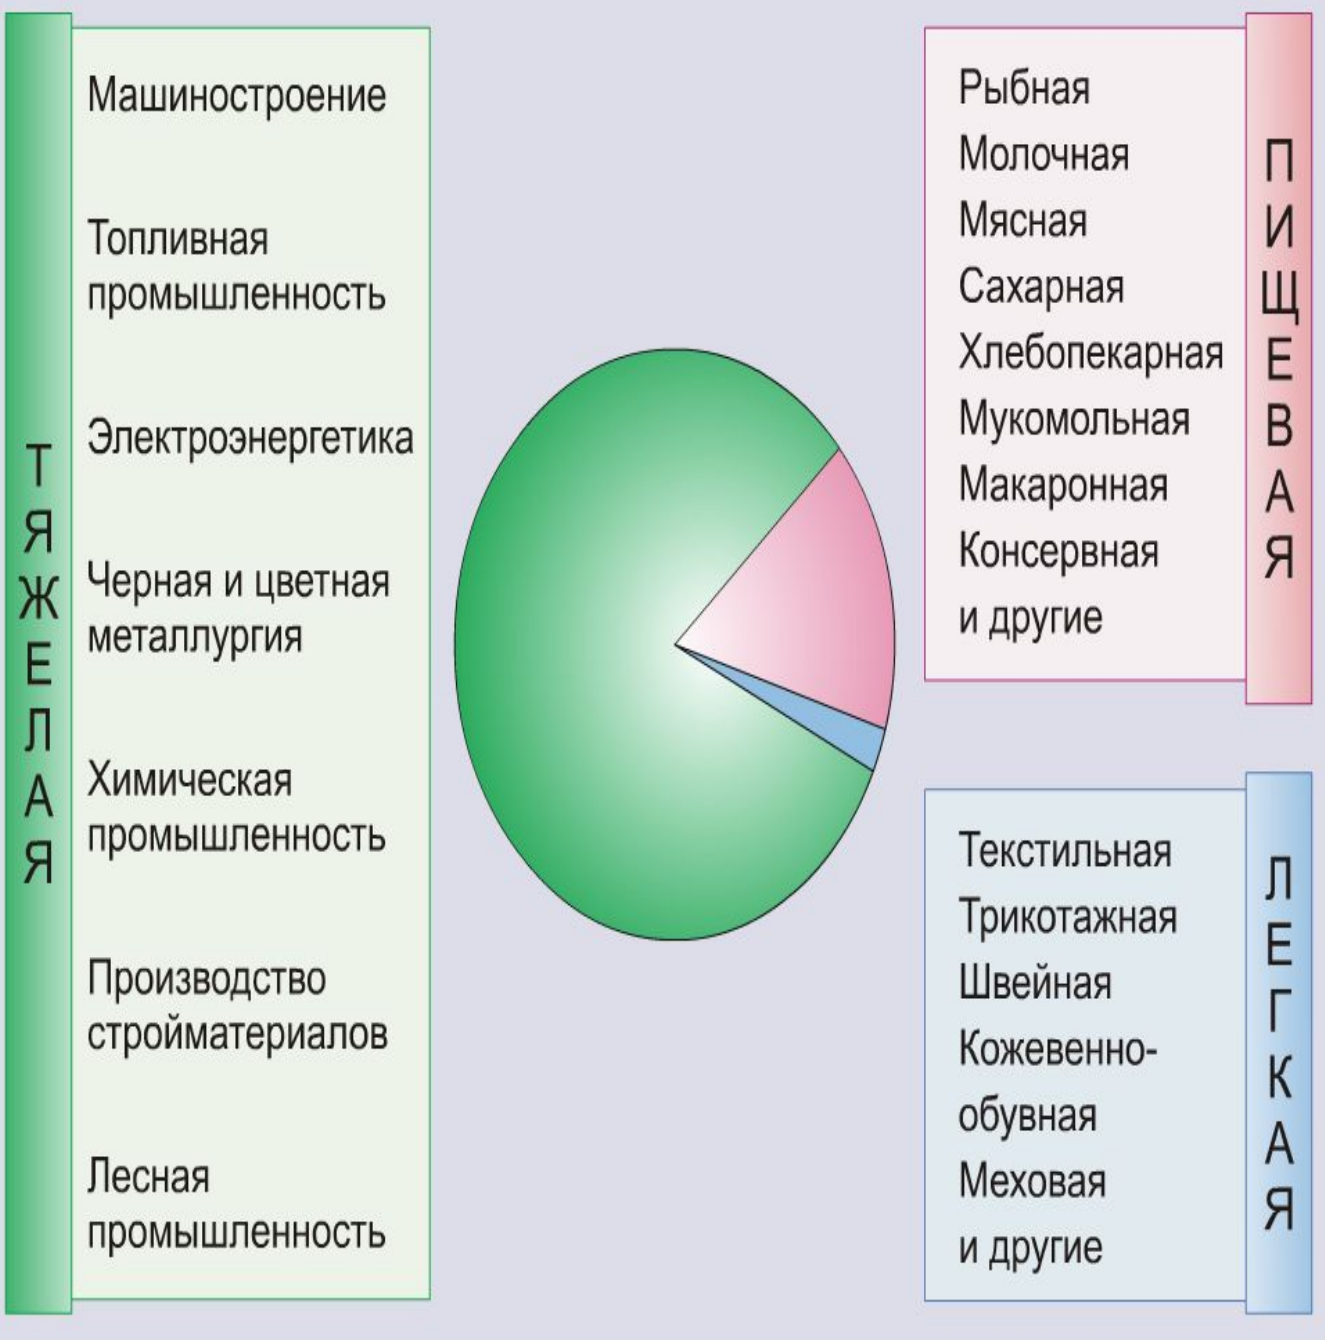 ТЯЖЕЛАЯ
Машиностроение
Топливная
промышленность
Электроэнергетика
Черная и цветная
металлургия
Химическая
промышленность
Производство
стройматериалов
Лесная
промышленность
ПИЩЕВАЯ
Рыбная
Молочная
Мясная
Сахарная
Хлебопекарная
Мукомольная
Макаронная
Консервная
и другие
ЛЕГКАЯ
Текстильная
Трикотажная
Швейная
Кожевенно-
обувная
Меховая
и другие